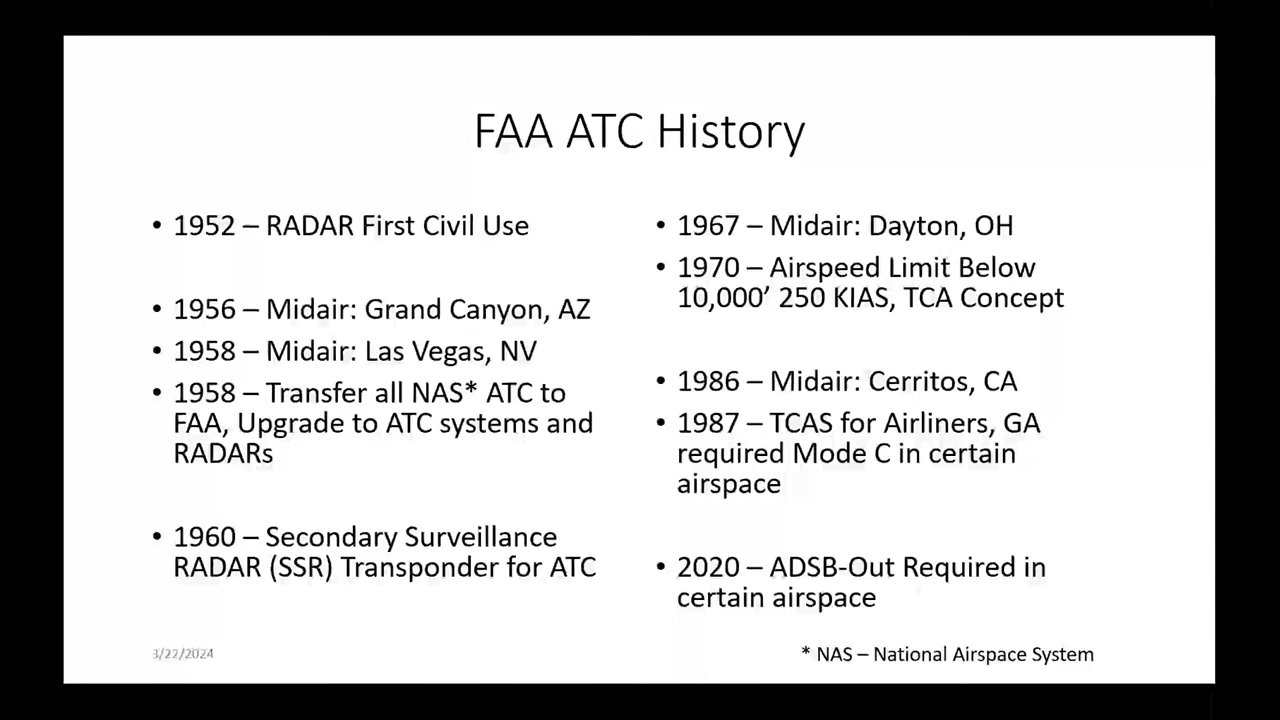 FAA ATC History
• 1952 – RADAR First Civil Use
• 1956 – Midair: Grand Canyon, AZ
• 1958 – Midair: Las Vegas, NV
• 1958 – Transfer all NAS* ATC to
FAA, Upgrade to ATC systems and
RADARs
• 1960 – Secondary Surveillance
RADAR (SSR) Transponder for ATC
• 1967 – Midair: Dayton, OH
• 1970 – Airspeed Limit Below
10,000’ 250 KIAS, TCA Concept
• 1986 – Midair: Cerritos, CA
• 1987 – TCAS for Airliners, GA
required Mode C in certain
airspace
• 2020 – ADSB-Out Required in
certain airspace
3/22/2024
* NAS – National Airspace System